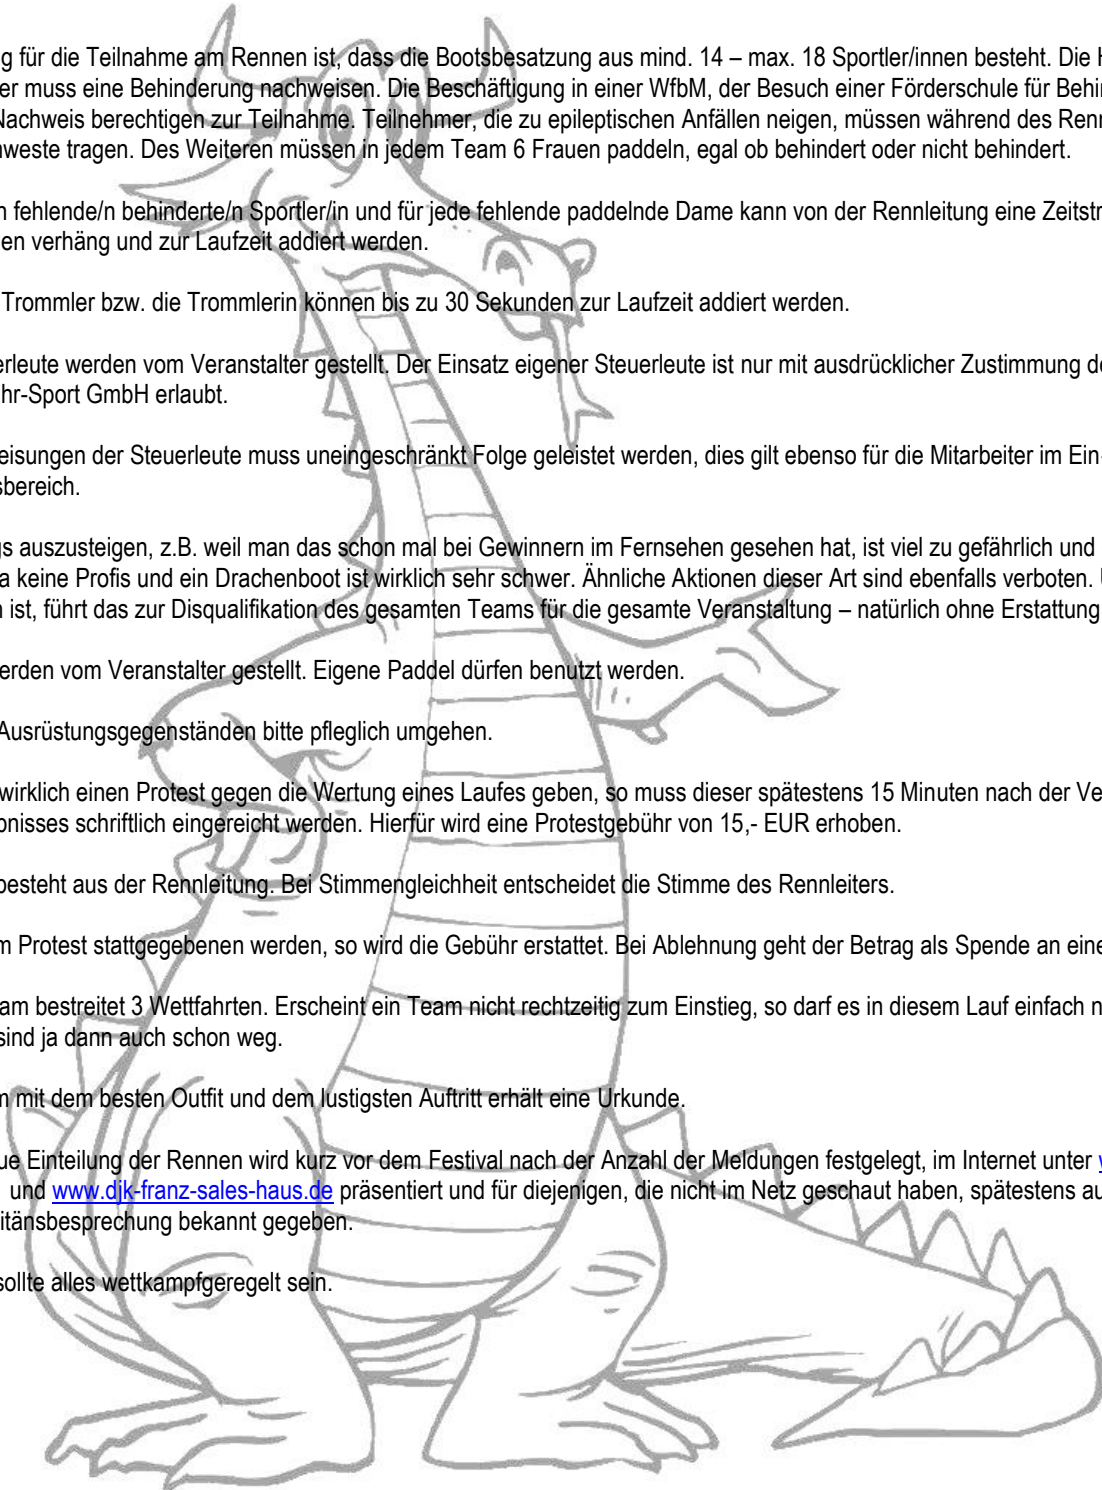 g für die Teilnahme am Rennen ist, dass die Bootsbesatzung aus mind. 14 – max. 18 Sportler/innen besteht. Die H
er muss eine Behinderung nachweisen. Die Beschäftigung in einer WfbM, der Besuch einer Förderschule für Behin
Nachweis berechtigen zur Teilnahme. Teilnehmer, die zu epileptischen Anfällen neigen, müssen während des Renn
nweste tragen. Des Weiteren müssen in jedem Team 6 Frauen paddeln, egal ob behindert oder nicht behindert.
n fehlende/n behinderte/n Sportler/in und für jede fehlende paddelnde Dame kann von der Rennleitung eine Zeitstr
en verhäng und zur Laufzeit addiert werden.
Trommler bzw. die Trommlerin können bis zu 30 Sekunden zur Laufzeit addiert werden.
erleute werden vom Veranstalter gestellt. Der Einsatz eigener Steuerleute ist nur mit ausdrücklicher Zustimmung de
hr-Sport GmbH erlaubt.
eisungen der Steuerleute muss uneingeschränkt Folge geleistet werden, dies gilt ebenso für die Mitarbeiter im Ein-
sbereich.
gs auszusteigen, z.B. weil man das schon mal bei Gewinnern im Fernsehen gesehen hat, ist viel zu gefährlich und
a keine Profis und ein Drachenboot ist wirklich sehr schwer. Ähnliche Aktionen dieser Art sind ebenfalls verboten. U
n ist, führt das zur Disqualifikation des gesamten Teams für die gesamte Veranstaltung – natürlich ohne Erstattung
erden vom Veranstalter gestellt. Eigene Paddel dürfen benutzt werden.
Ausrüstungsgegenständen bitte pfleglich umgehen.
wirklich einen Protest gegen die Wertung eines Laufes geben, so muss dieser spätestens 15 Minuten nach der Ve
bnisses schriftlich eingereicht werden. Hierfür wird eine Protestgebühr von 15,- EUR erhoben.
besteht aus der Rennleitung. Bei Stimmengleichheit entscheidet die Stimme des Rennleiters.
m Protest stattgegebenen werden, so wird die Gebühr erstattet. Bei Ablehnung geht der Betrag als Spende an eine
am bestreitet 3 Wettfahrten. Erscheint ein Team nicht rechtzeitig zum Einstieg, so darf es in diesem Lauf einfach n
sind ja dann auch schon weg.
m mit dem besten Outfit und dem lustigsten Auftritt erhält eine Urkunde.
ue Einteilung der Rennen wird kurz vor dem Festival nach der Anzahl der Meldungen festgelegt, im Internet unter w
und www.djk-franz-sales-haus.de präsentiert und für diejenigen, die nicht im Netz geschaut haben, spätestens au
itänsbesprechung bekannt gegeben.
sollte alles wettkampfgeregelt sein.